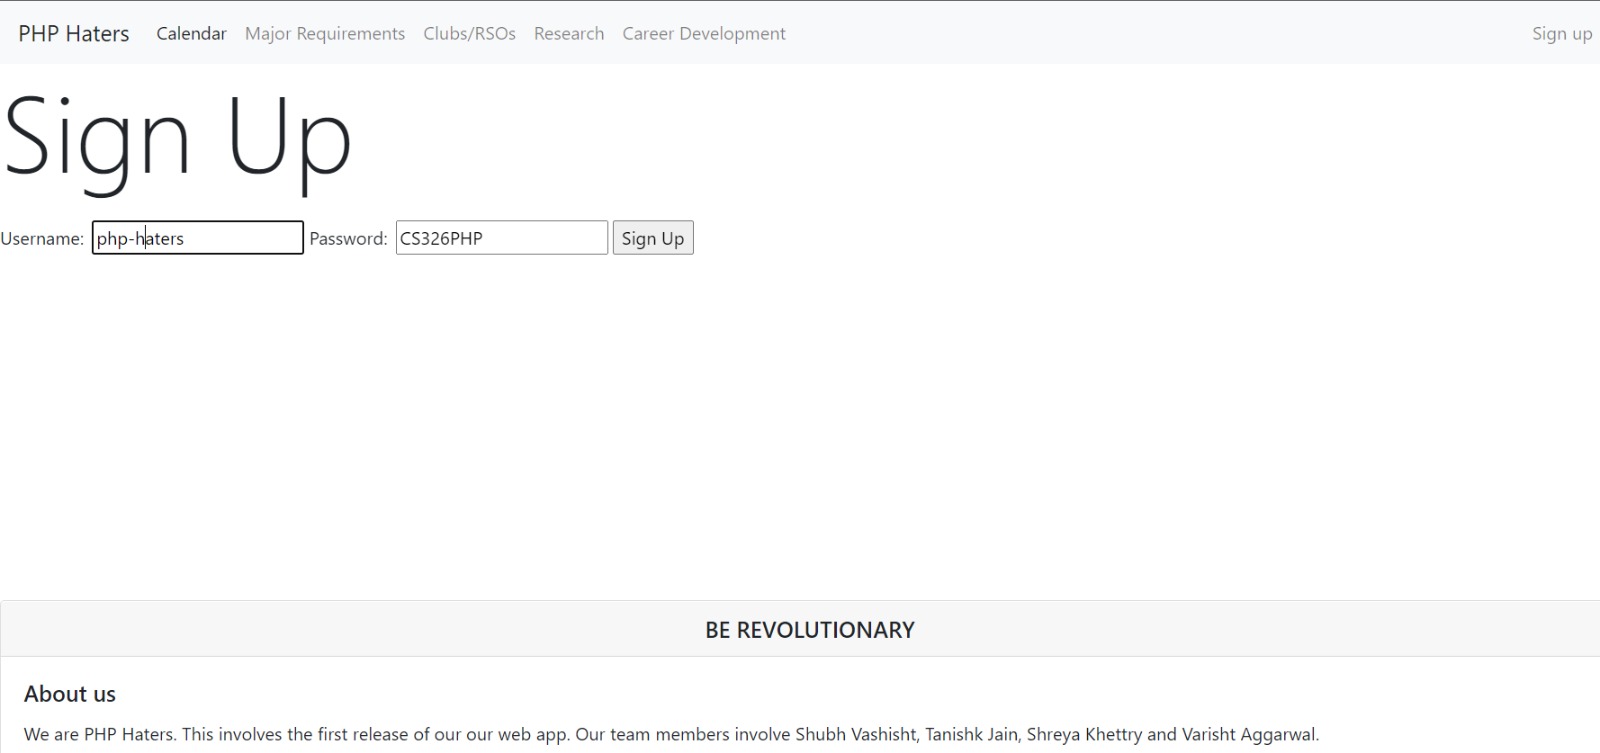 PHP Haters Calendar Major Requirements Clubs/RSOs Research Career Development Sign up
Sign Up
Username: php-haters Password: CS326PHP Sign Up
BE REVOLUTIONARY
About us
We are PHP Haters. This involves the first release of our our web app. Our team members involve Shubh Vashisht, Tanishk Jain, Shreya Khettry and Varisht Aggarwal.